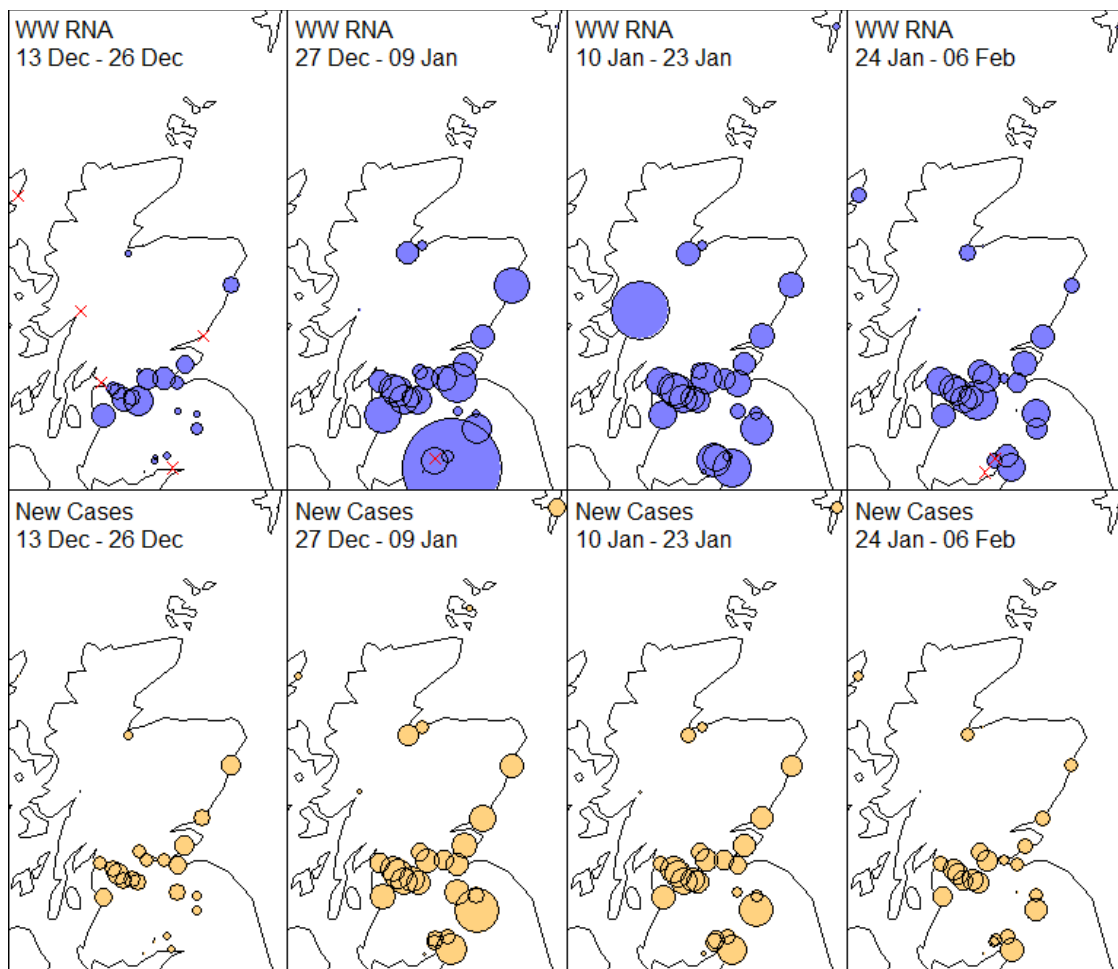 WW RNA
13 Dec - 26 Dec
WW RNA
27 Dec - 09 Jan
WW RNA
10 Jan - 23 Jan
WW RNA
24 Jan - 06 Feb
New Cases
13 Dec - 26 Dec
New Cases
27 Dec - 09 Jan
New Cases
10 Jan - 23 Jan
New Cases
24 Jan - 06 Feb